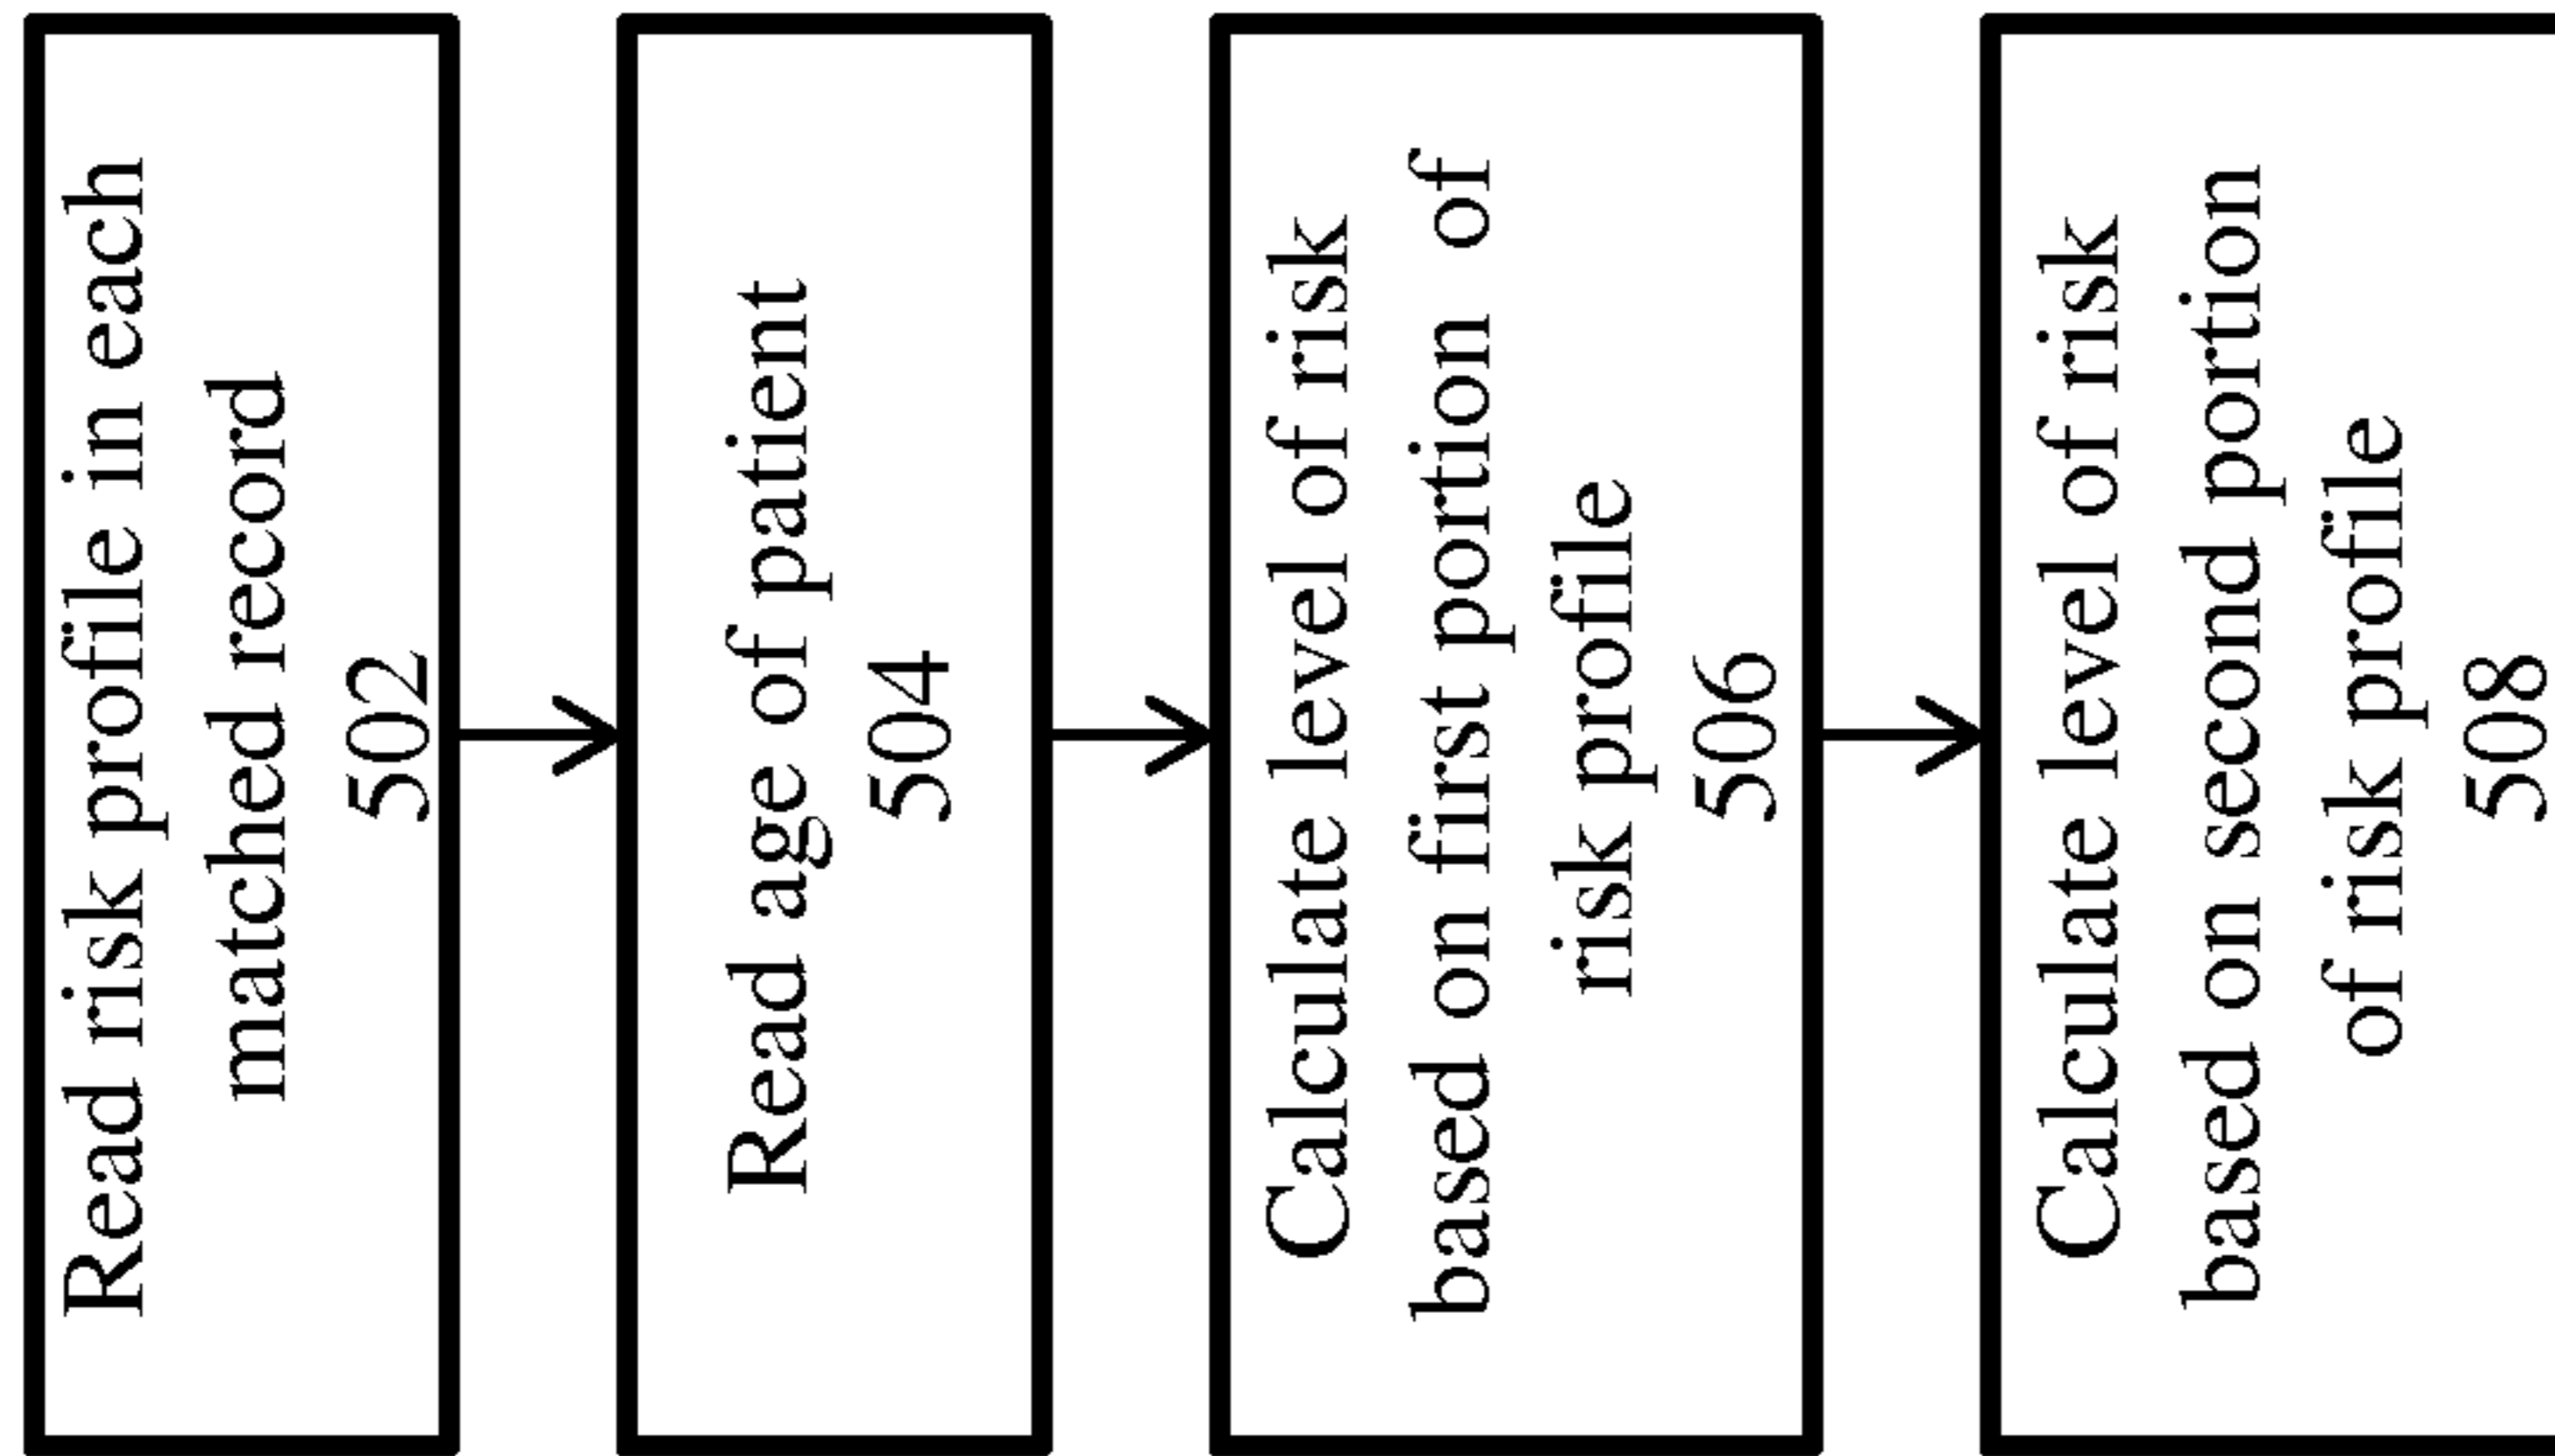 Read risk profile in each
matched record
502
Read age of patient
504
Calculate level of risk
based on first portion of
risk profile
506
Calculate level of risk
based on second portion
of risk profile
508